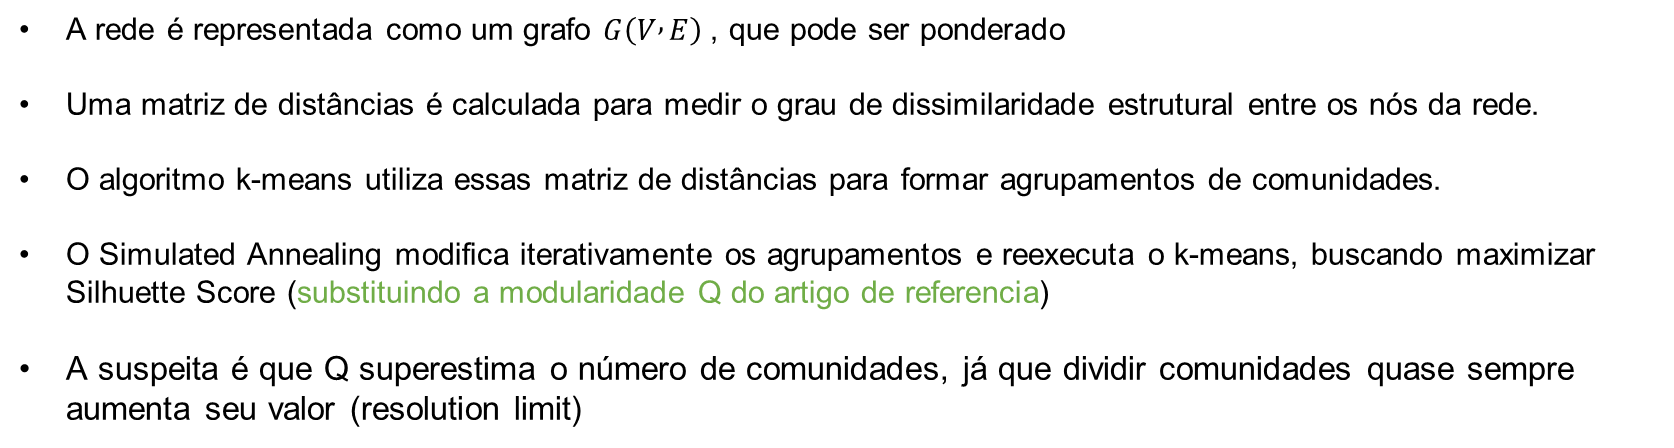 • A rede é representada como um grafo G(V,E) , que pode ser ponderado
• Uma matriz de distâncias é calculada para medir o grau de dissimilaridade estrutural entre os nós da rede.
• O algoritmo k-means utiliza essas matriz de distâncias para formar agrupamentos de comunidades.
• O Simulated Annealing modifica iterativamente os agrupamentos e reexecuta o k-means, buscando maximizar
Silhuette Score (substituindo a modularidade Q do artigo de referencia)
• A suspeita é que Q superestima o número de comunidades, já que dividir comunidades quase sempre
aumenta seu valor (resolution limit)